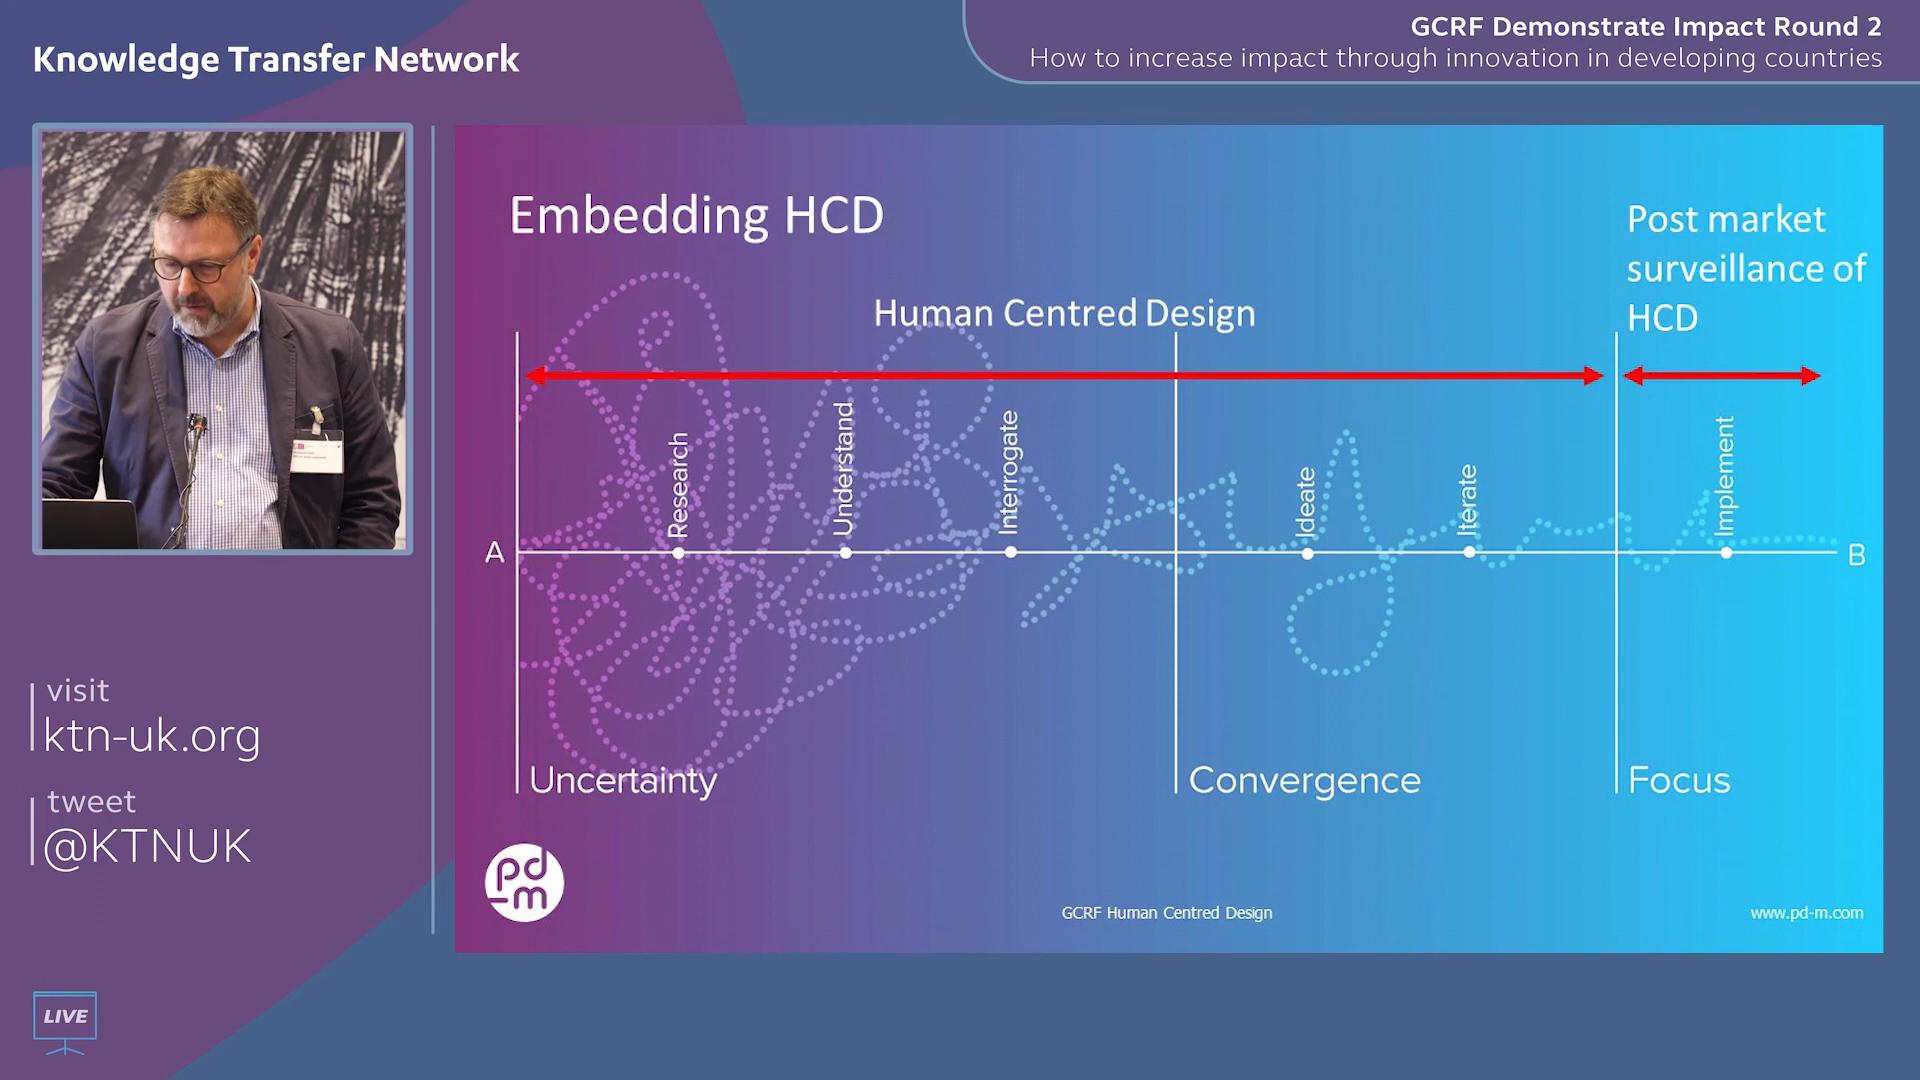 Knowledge Transfer Network
GCRF Demonstrate Impact Round 2
How to increase impact through innovation in developing countries
Embedding HCD
Post market
surveillance of
HCD
Human Centred Design
Research
Understand
Interrogate
Ideate
Iterate
Implement
A
B
Uncertainty
Convergence
Focus
pd
-m
GCRF Human Centred Design
www.pd-m.com
visit
ktn-uk.org
tweet
@KTNUK
LIVE